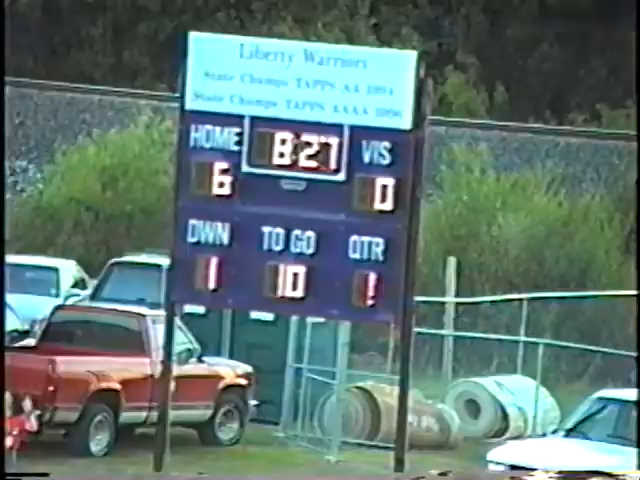 Liberty Warriors
State Champs TAPPS AA 1994
State Champs TAPPS AAAA 1996
HOME 8:27 VIS
6 0
DWN TO GO QTR
1 10 1